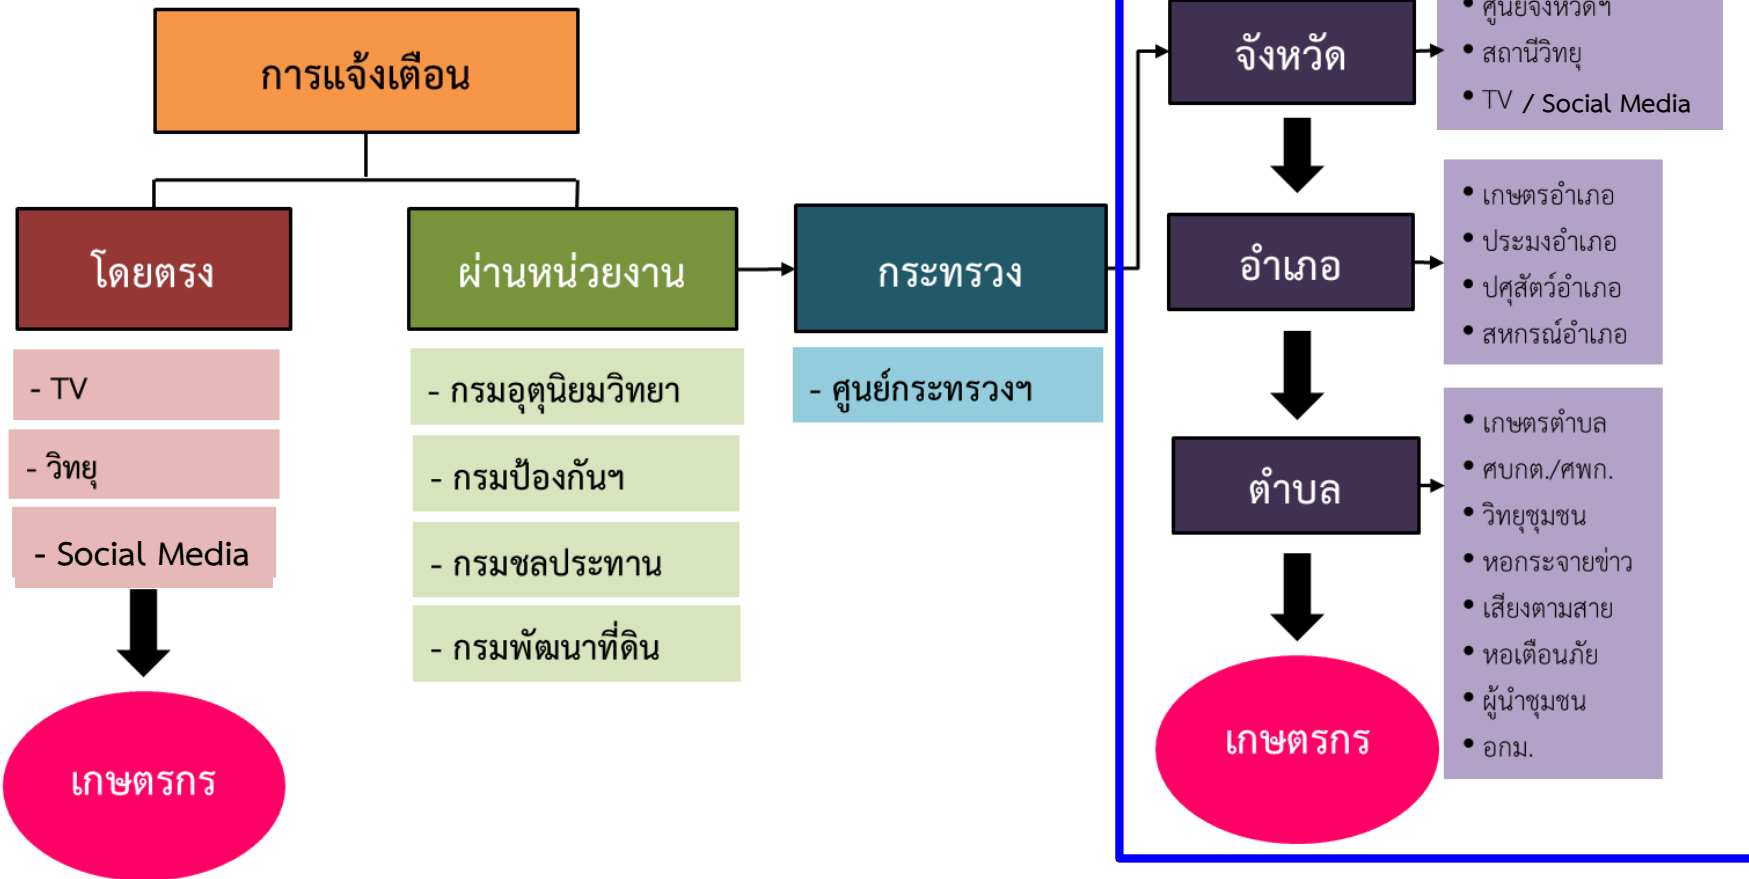 การแจ้งเตือน
โดยตรง
- TV
- วิทยุ
- Social Media
เกษตรกร
ผ่านหน่วยงาน
- กรมอุตุนิยมวิทยา
- กรมป้องกันฯ
- กรมชลประทาน
- กรมพัฒนาที่ดิน
กระทรวง
- ศูนย์กระทรวงฯ
จังหวัด
• ศูนย์จังหวัดฯ
• สถานีวิทยุ
• TV / Social Media
อำเภอ
• เกษตรอำเภอ
• ประมงอำเภอ
• ปศุสัตว์อำเภอ
• สหกรณ์อำเภอ
ตำบล
• เกษตรตำบล
• ศบกต./ศพก.
• วิทยุชุมชน
• หอกระจายข่าว
• เสียงตามสาย
• หอเตือนภัย
• ผู้นำชุมชน
• อกม.
เกษตรกร